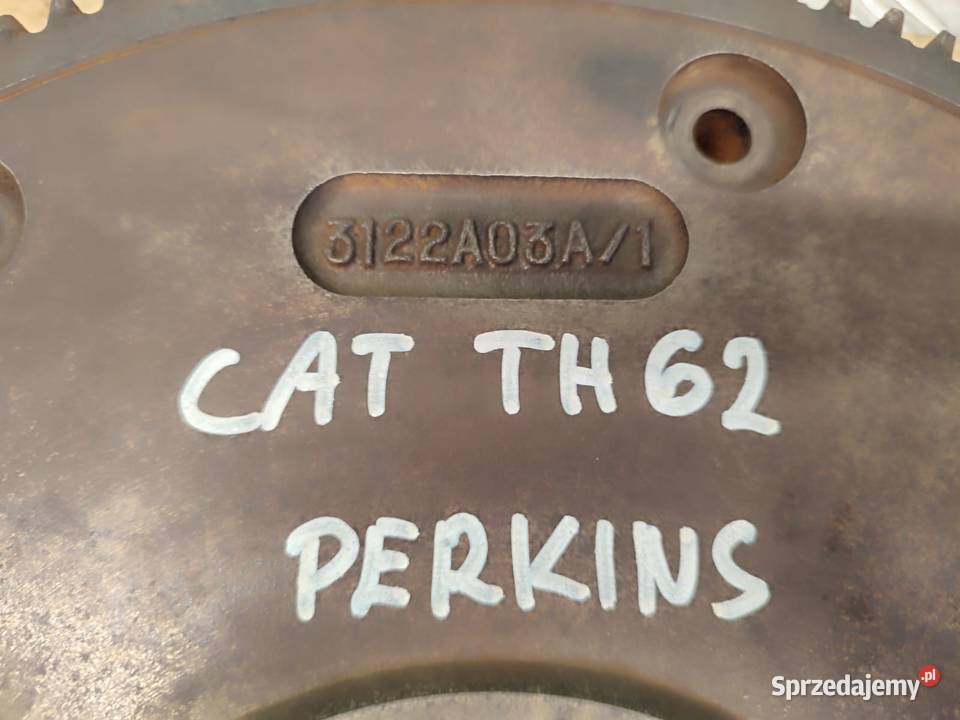 3122A03A/1
CAT TH62
PERKINS
Sprzedajemy.pl